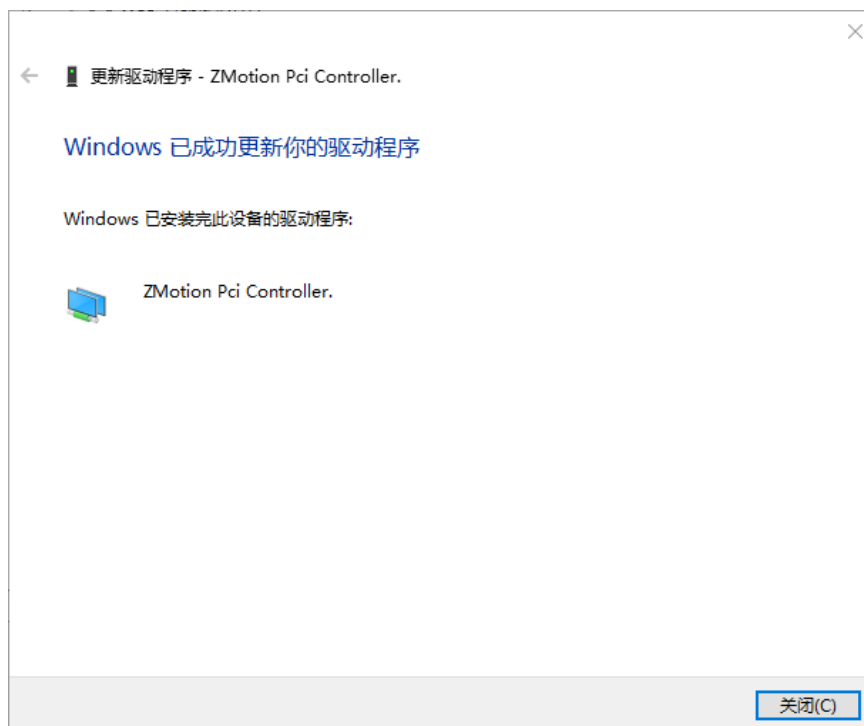 更新驱动程序 - ZMotion Pci Controller.
Windows 已成功更新你的驱动程序
Windows 已安装完此设备的驱动程序:
ZMotion Pci Controller.
关闭(C)